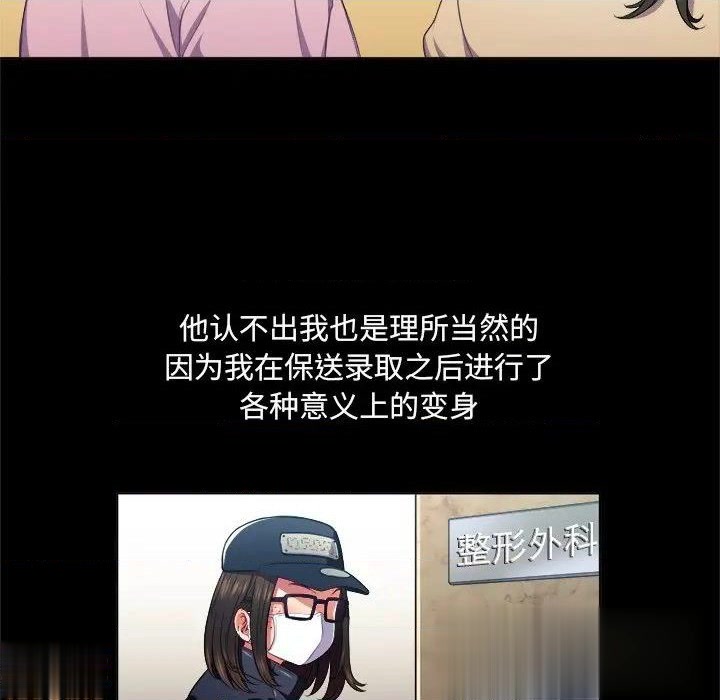 他认不出我也是理所当然的
因为我在保送录取之后进行了
各种意义上的变身
整形外科